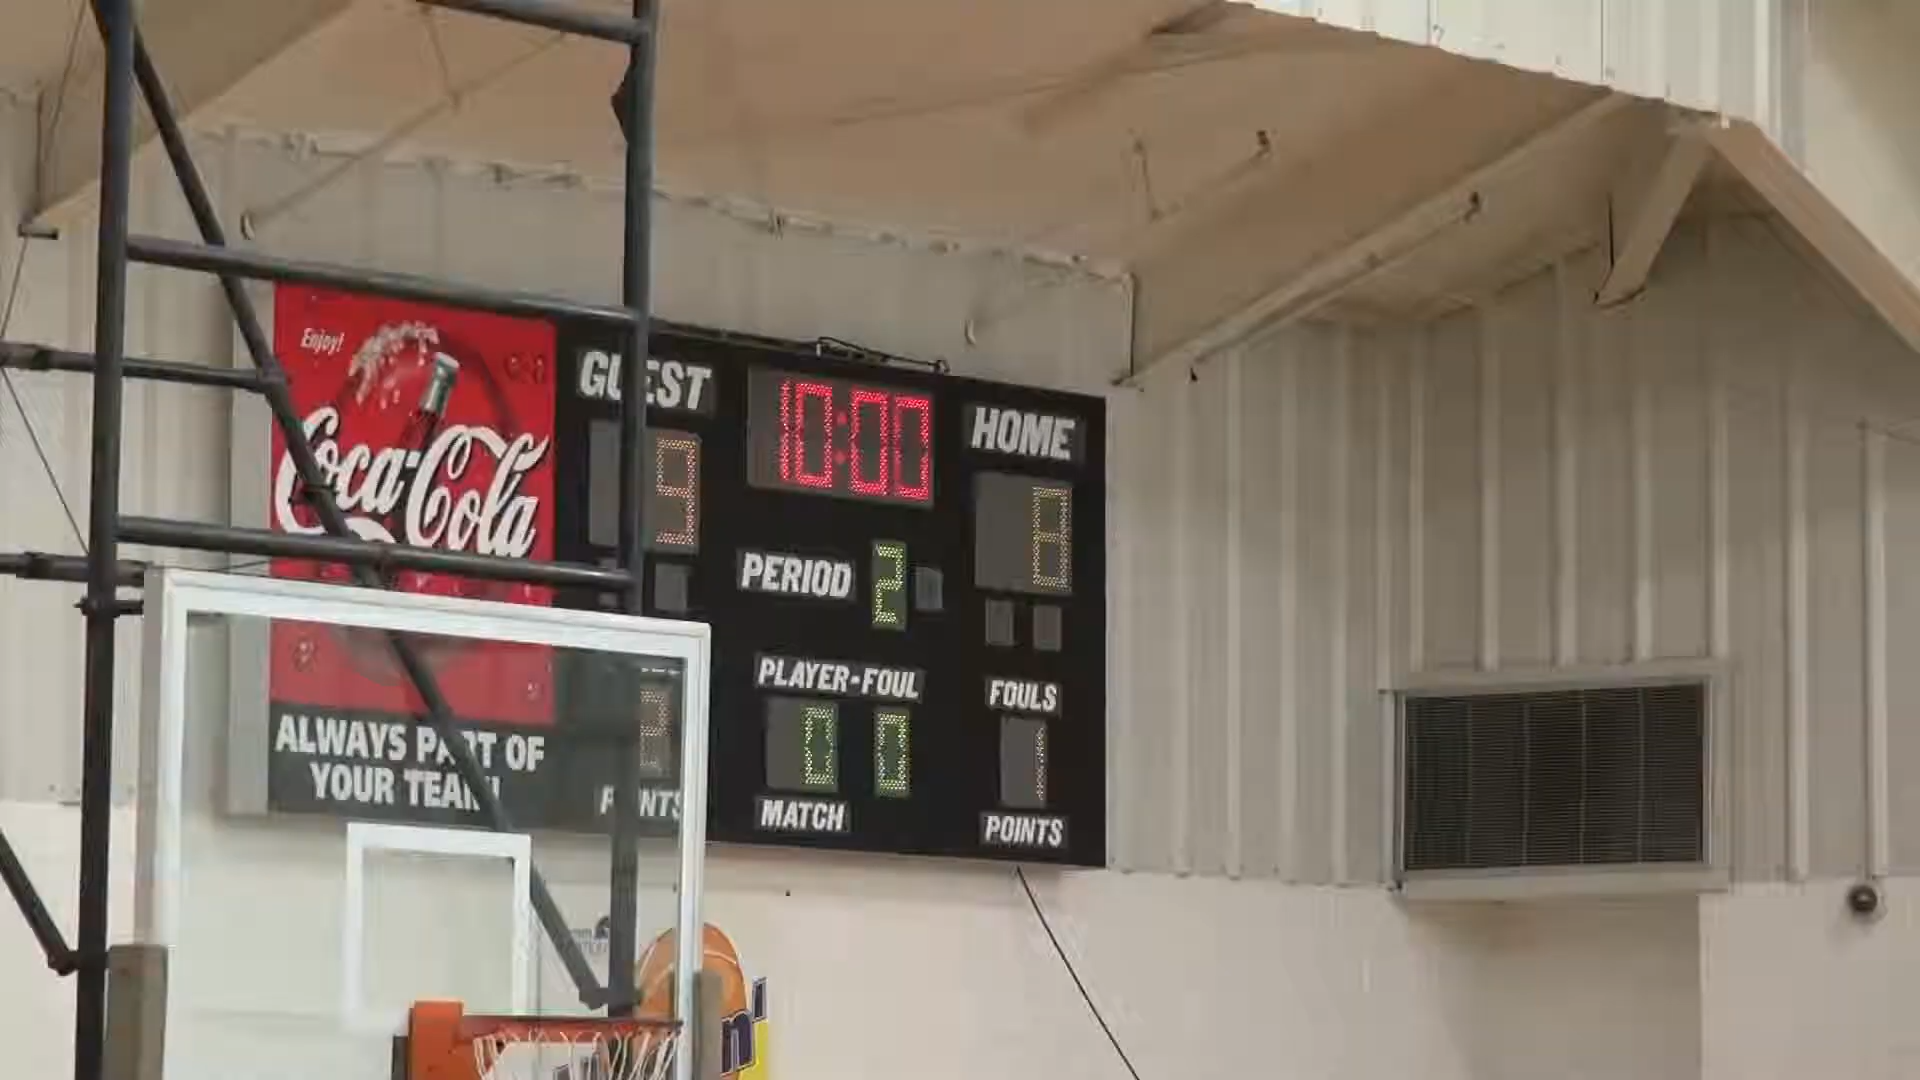 Enjoy!
Coca-Cola
ALWAYS PART OF
YOUR TEAM!
GUEST
10:00
HOME
9
8
PERIOD 2
PLAYER-FOUL
FOULS
0 0
1
MATCH
POINTS
POINTS